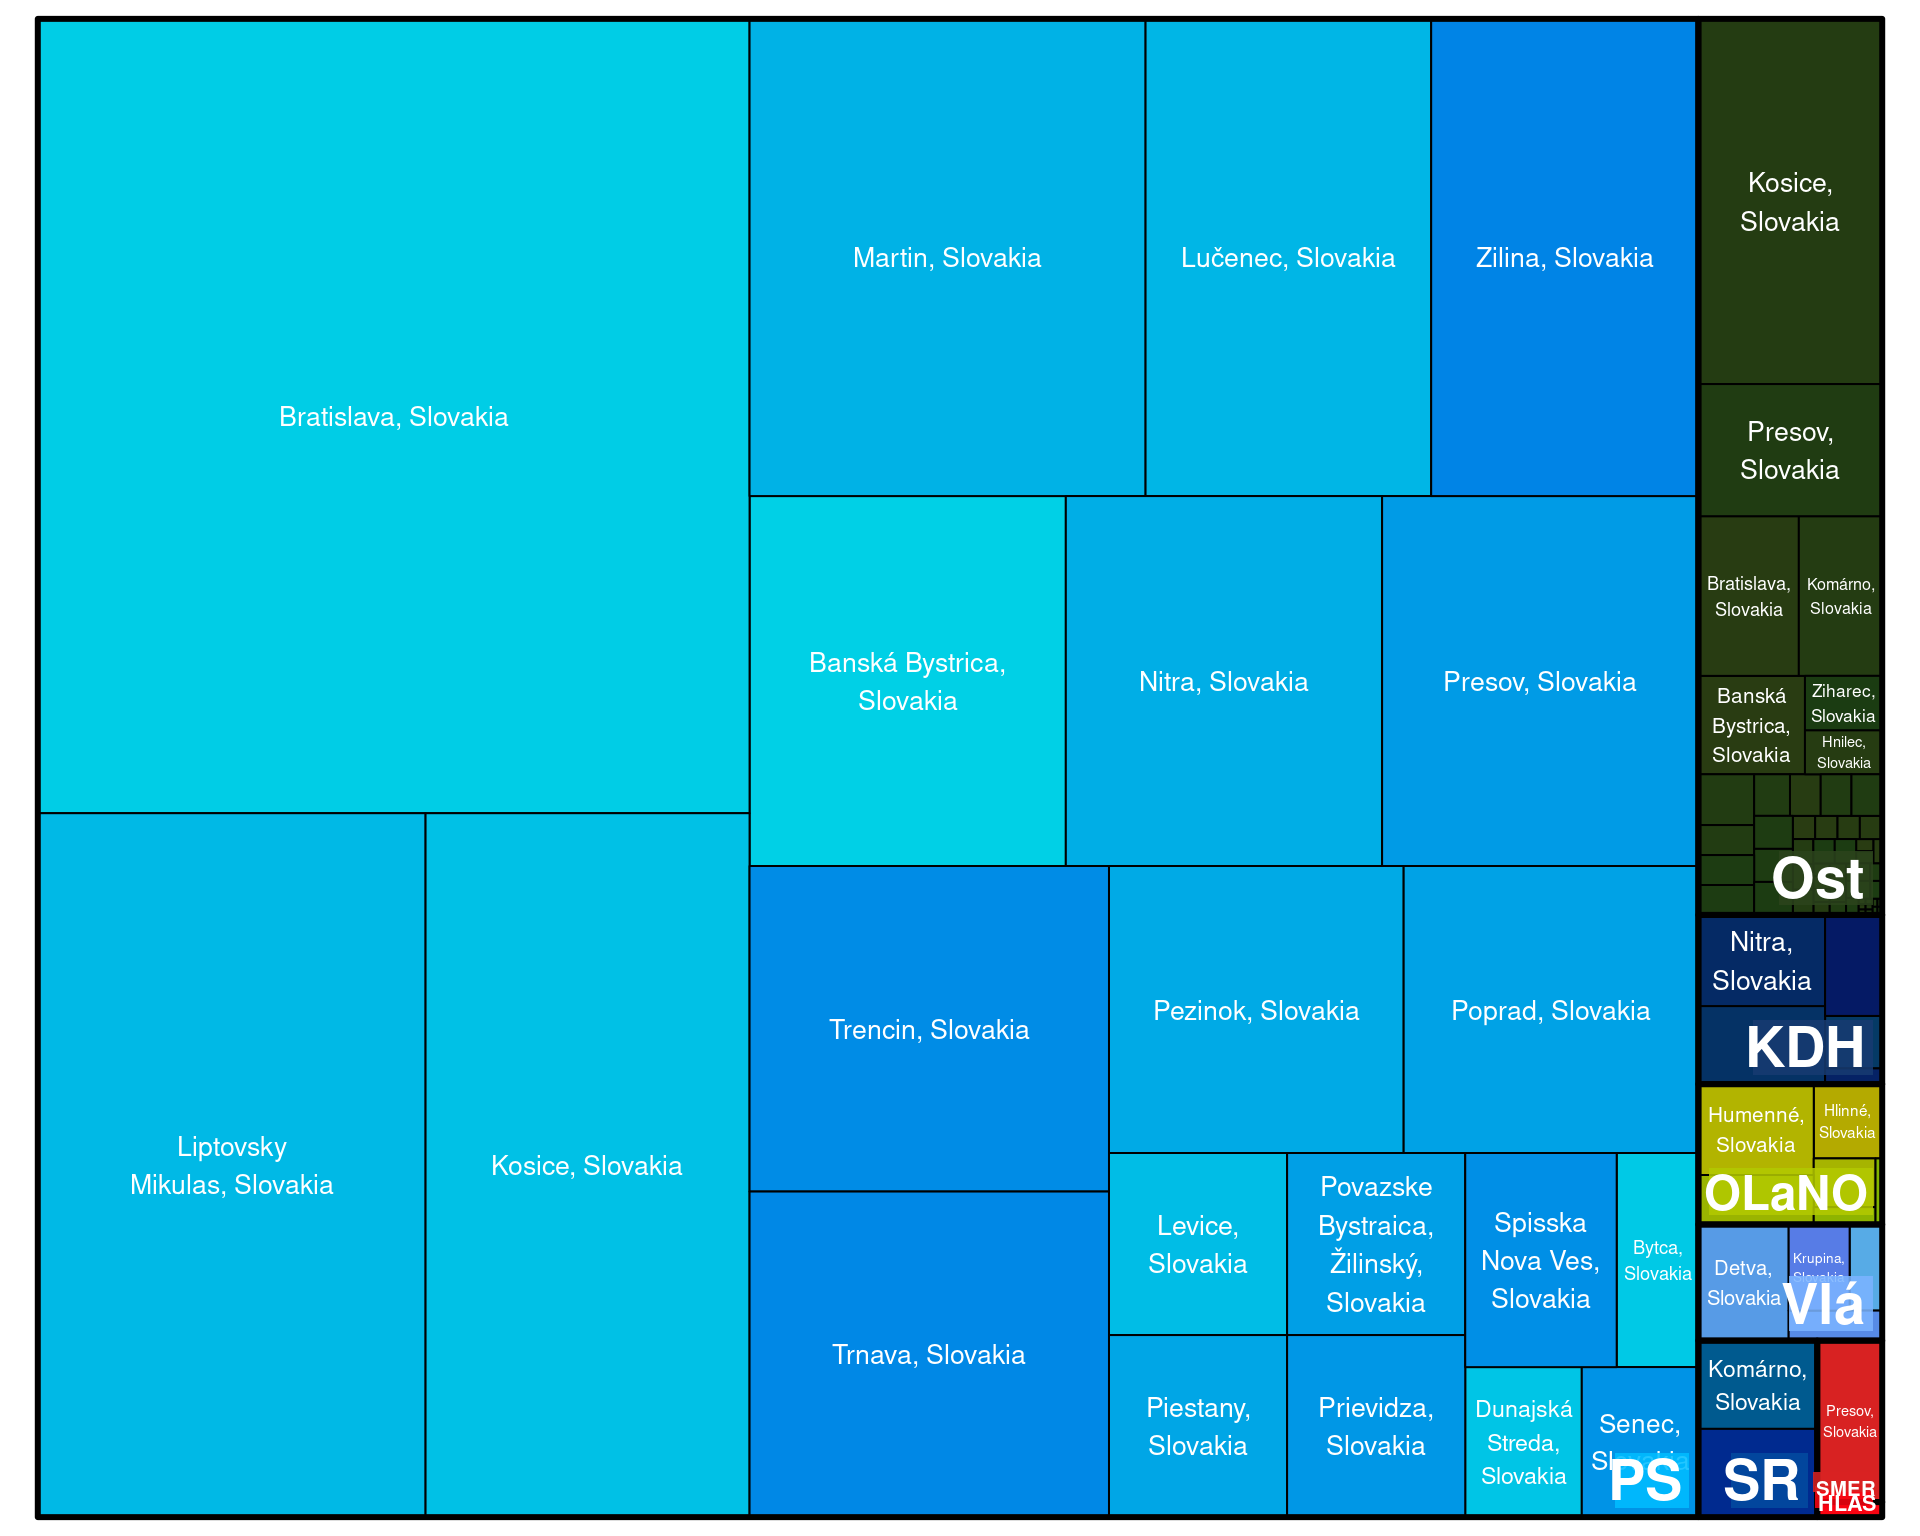 Bratislava, Slovakia
Martin, Slovakia
Lučenec, Slovakia
Zilina, Slovakia
Banská Bystrica,
Slovakia
Nitra, Slovakia
Presov, Slovakia
Liptovsky
Mikulas, Slovakia
Kosice, Slovakia
Trencin, Slovakia
Trnava, Slovakia
Pezinok, Slovakia
Poprad, Slovakia
Levice,
Slovakia
Povazske
Bystraica,
Žilinský,
Slovakia
Spisska
Nova Ves,
Slovakia
Bytca,
Slovakia
Piestany,
Slovakia
Prievidza,
Slovakia
Dunajská
Streda,
Slovakia
Senec,
Slovakia
PS
Kosice,
Slovakia
Presov,
Slovakia
Bratislava,
Slovakia
Komárno,
Slovakia
Banská
Bystrica,
Slovakia
Ziharec,
Slovakia
Hnilec,
Slovakia
Ost
Nitra,
Slovakia
KDH
Humenné,
Slovakia
Hlinné,
Slovakia
OLaNO
Detva,
Slovakia
Krupina,
Slovakia
Vlá
Komárno,
Slovakia
SR
Presov,
Slovakia
SMER
HLAS